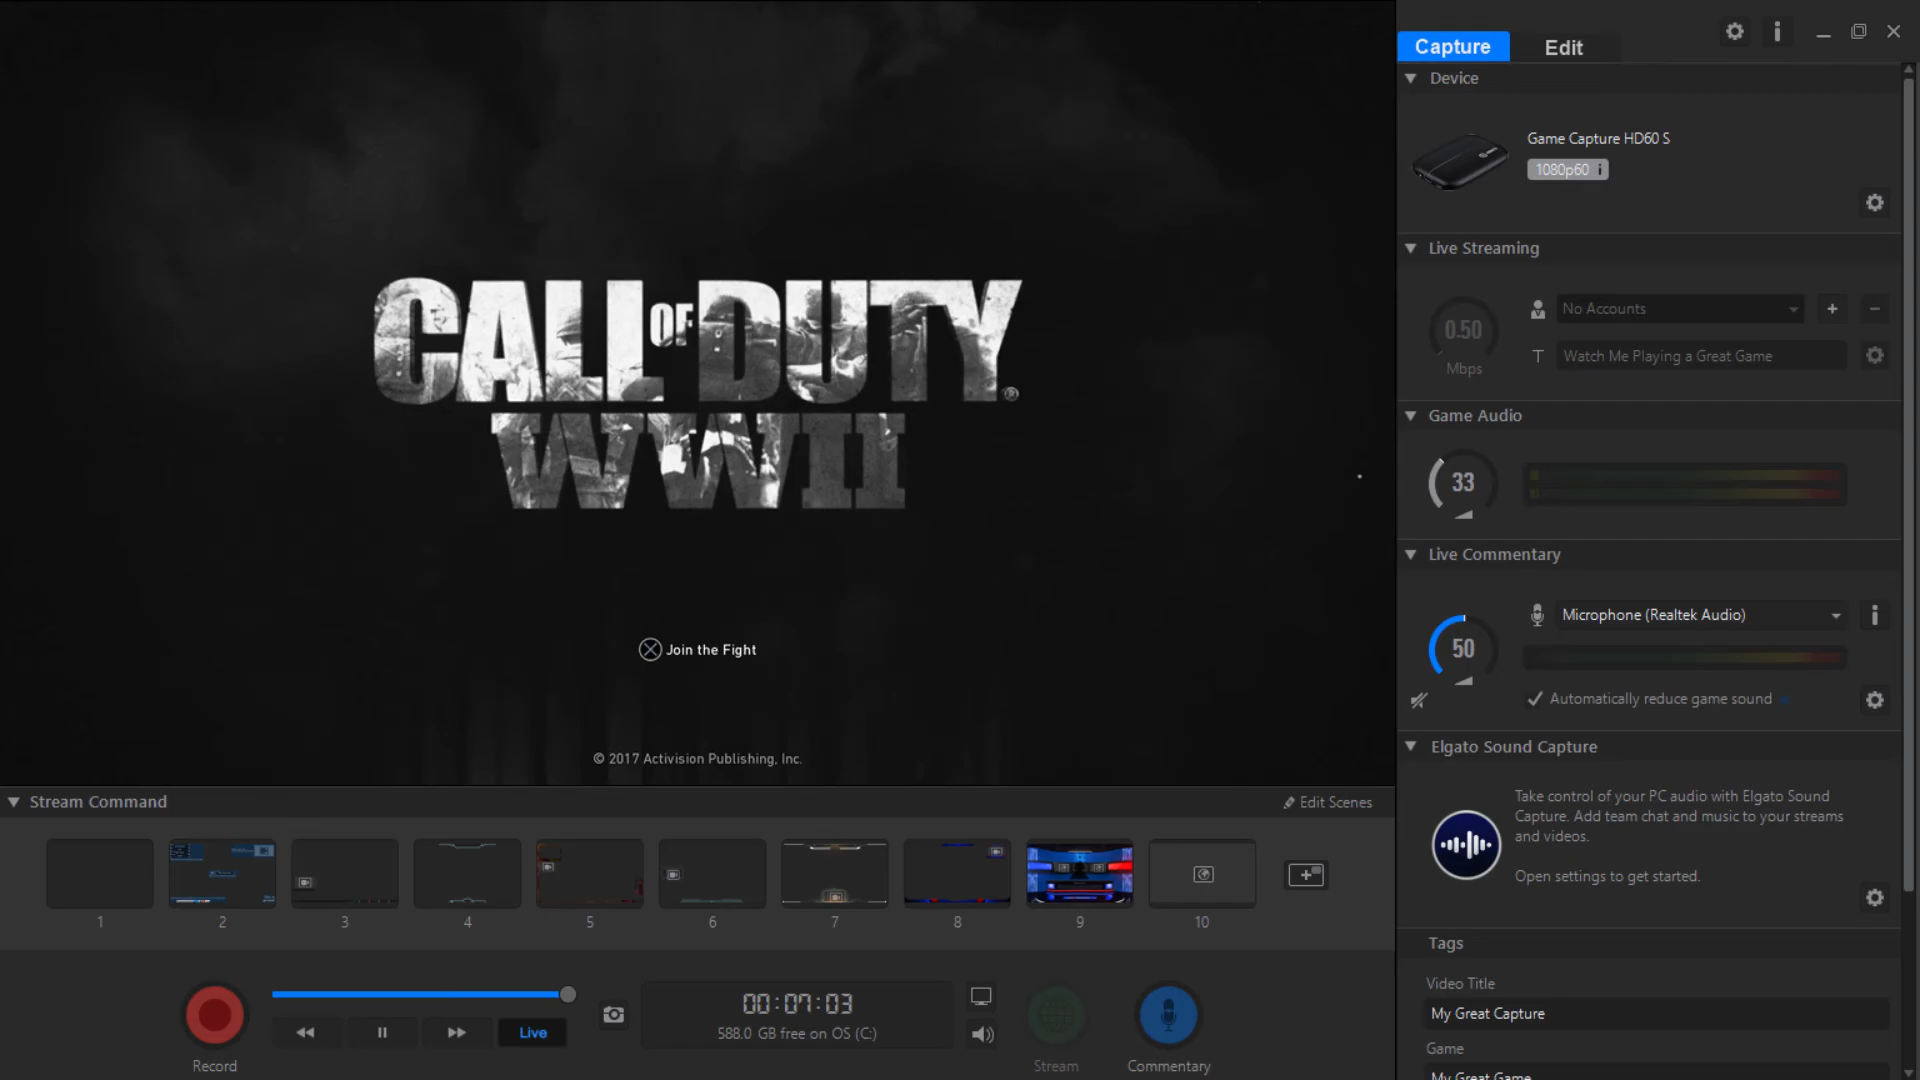 CALL OF DUTY®
WWII
Join the Fight
© 2017 Activision Publishing, Inc.
Stream Command
Edit Scenes
1 2 3 4 5 6 7 8 9 10
Live
00:07:03
588.0 GB free on OS (C:)
Record
Stream
Commentary
Capture Edit
Device
Game Capture HD60 S
1080p60 i
Live Streaming
0.50
Mbps
No Accounts
T Watch Me Playing a Great Game
Game Audio
33
Live Commentary
Microphone (Realtek Audio)
50
Automatically reduce game sound
Elgato Sound Capture
Take control of your PC audio with Elgato Sound
Capture. Add team chat and music to your streams
and videos.
Open settings to get started.
Tags
Video Title
My Great Capture
Game
My Great Game